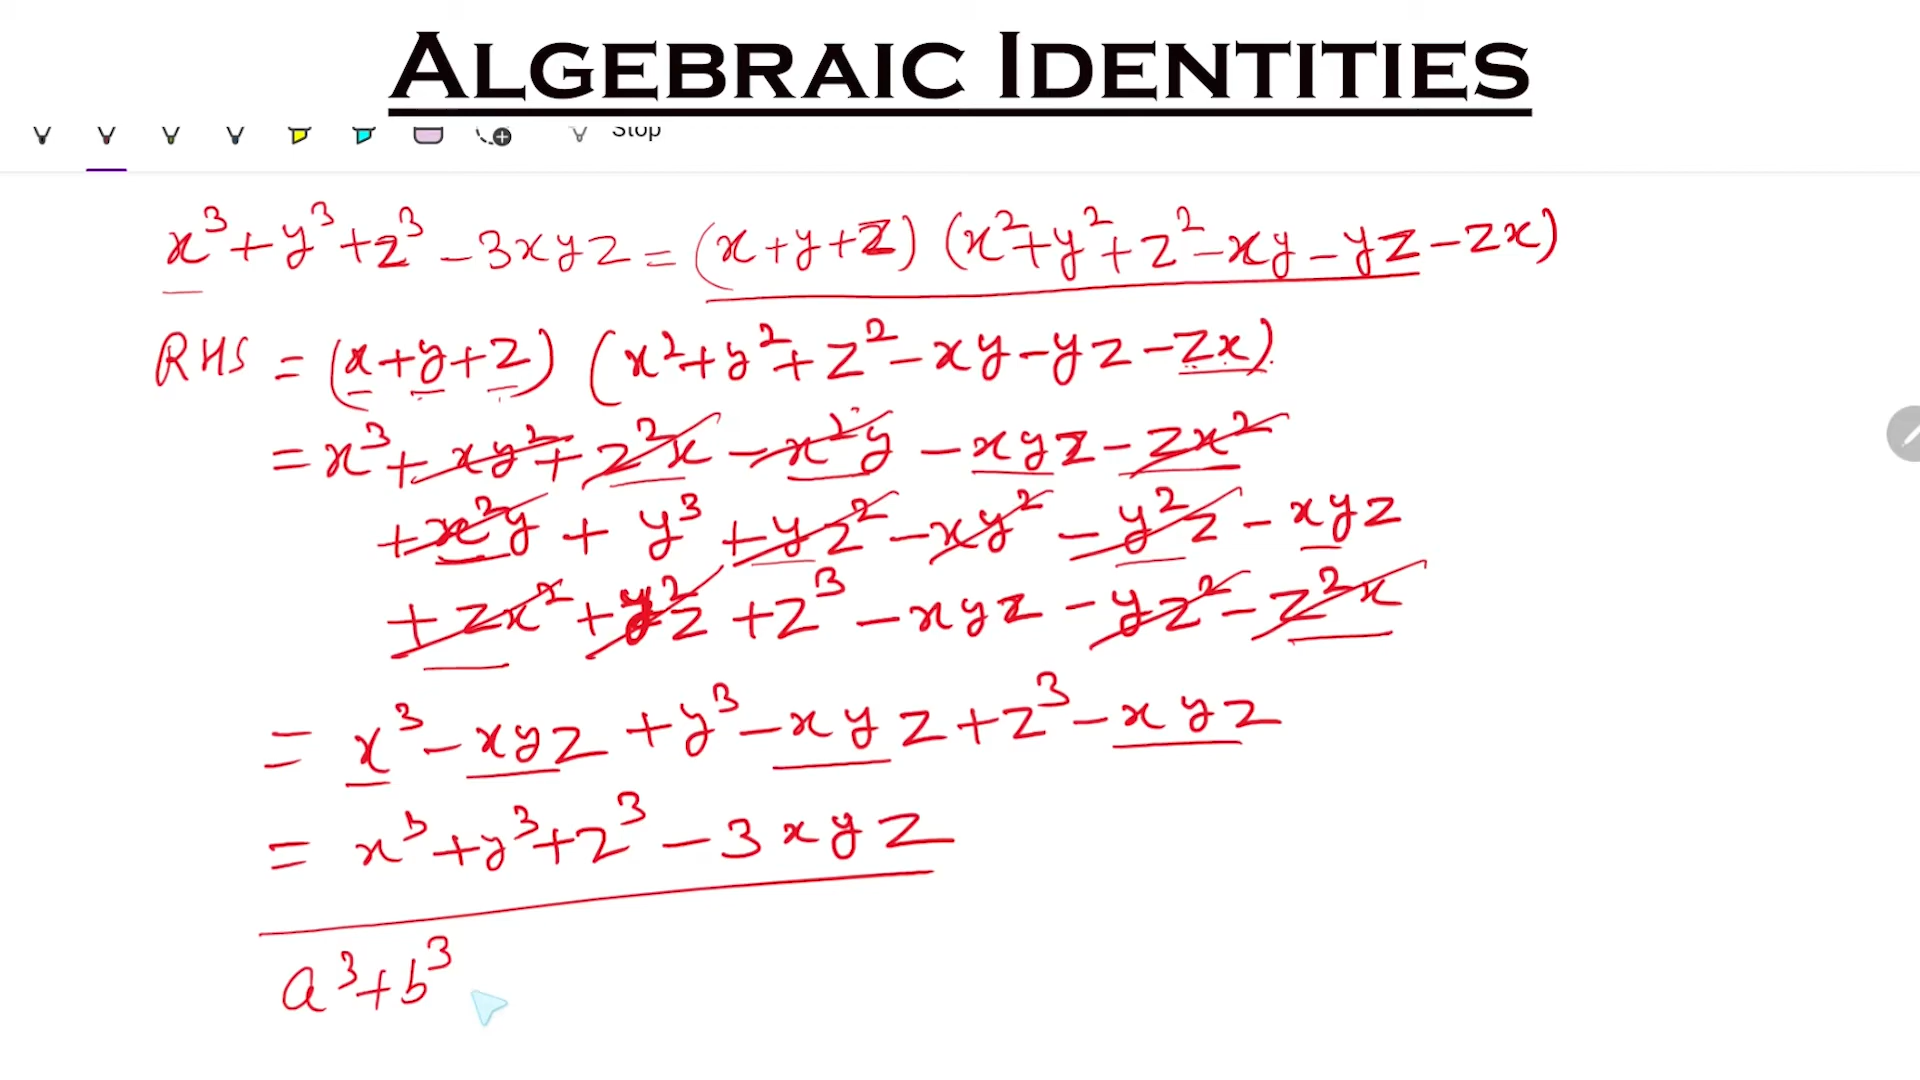 ALGEBRAIC IDENTITIES
Stop
x³+y³+z³-3xyz=(x+y+z)(x²+y²+z²-xy-yz-zx)
RHS = (x+y+z) (x²+y²+z²-xy-yz-zx)
=x³+xy²+z²x-x²y-xyz-zx²
+x²y+y³+yz²-xy²-y²z-xyz
+zx²+y²z+z³-xyz-yz²-z²x
= x³-xyz+y³-xyz+z³-xyz
= x³+y³+z³-3xyz
a³+b³